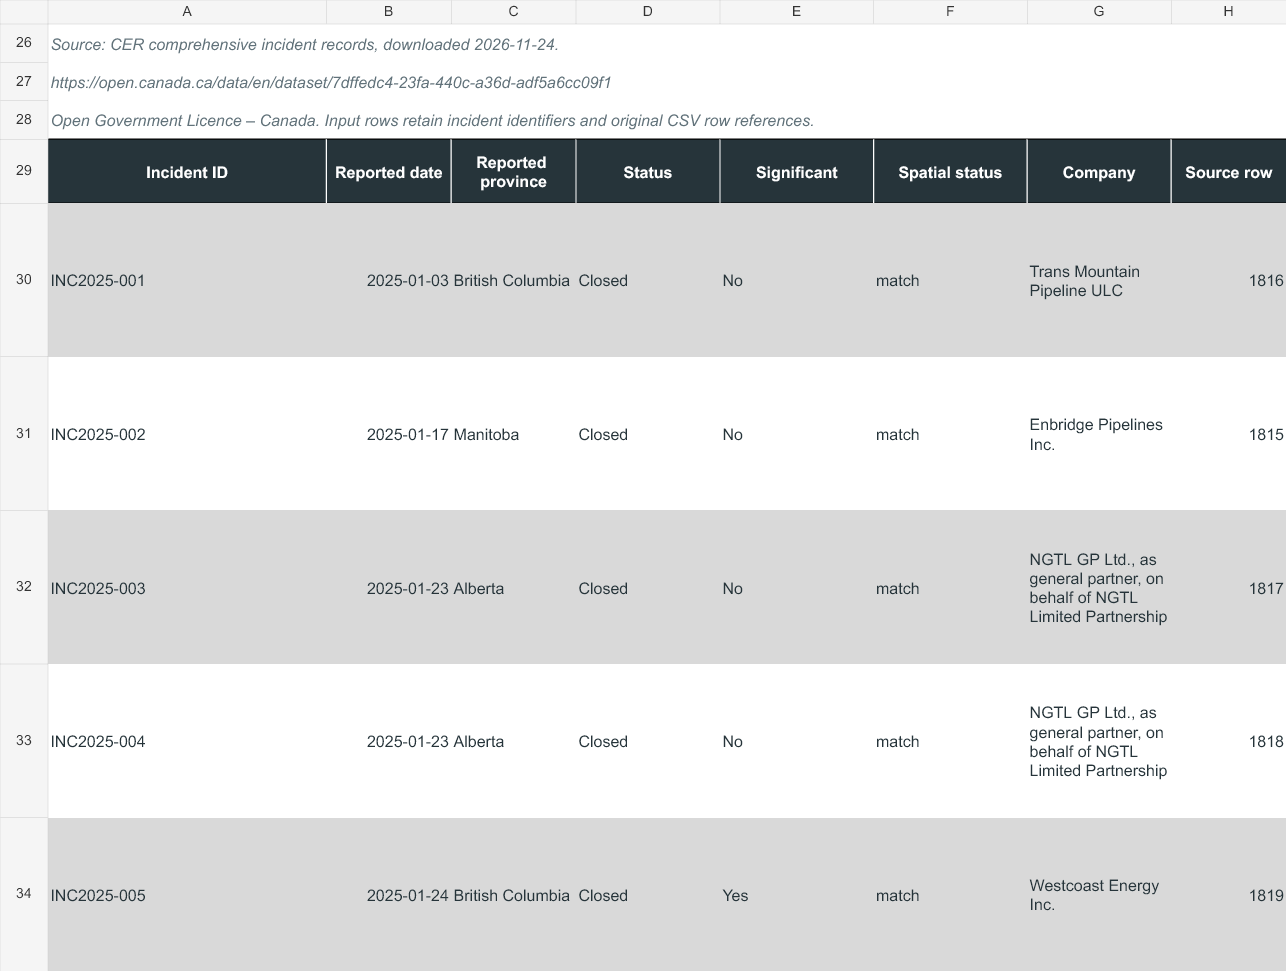 A B C D E F G H
26 Source: CER comprehensive incident records, downloaded 2026-11-24.
27 https://open.canada.ca/data/en/dataset/7dffedc4-23fa-440c-a36d-adf5a6cc09f1
28 Open Government Licence – Canada. Input rows retain incident identifiers and original CSV row references.
29 Incident ID Reported date Reported province Status Significant Spatial status Company Source row
30 INC2025-001 2025-01-03 British Columbia Closed No match Trans Mountain Pipeline ULC 1816
31 INC2025-002 2025-01-17 Manitoba Closed No match Enbridge Pipelines Inc. 1815
32 INC2025-003 2025-01-23 Alberta Closed No match NGTL GP Ltd., as general partner, on behalf of NGTL Limited Partnership 1817
33 INC2025-004 2025-01-23 Alberta Closed No match NGTL GP Ltd., as general partner, on behalf of NGTL Limited Partnership 1818
34 INC2025-005 2025-01-24 British Columbia Closed Yes match Westcoast Energy Inc. 1819